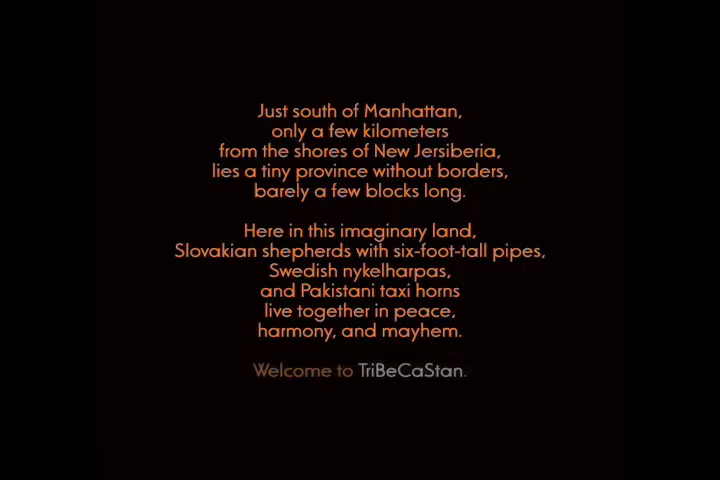 Just south of Manhattan,
only a few kilometers
from the shores of New Jersiberia,
lies a tiny province without borders,
barely a few blocks long.
Here in this imaginary land,
Slovakian shepherds with six-foot-tall pipes,
Swedish nykelharpas,
and Pakistani taxi horns
live together in peace,
harmony, and mayhem.
Welcome to TriBeCaStan.